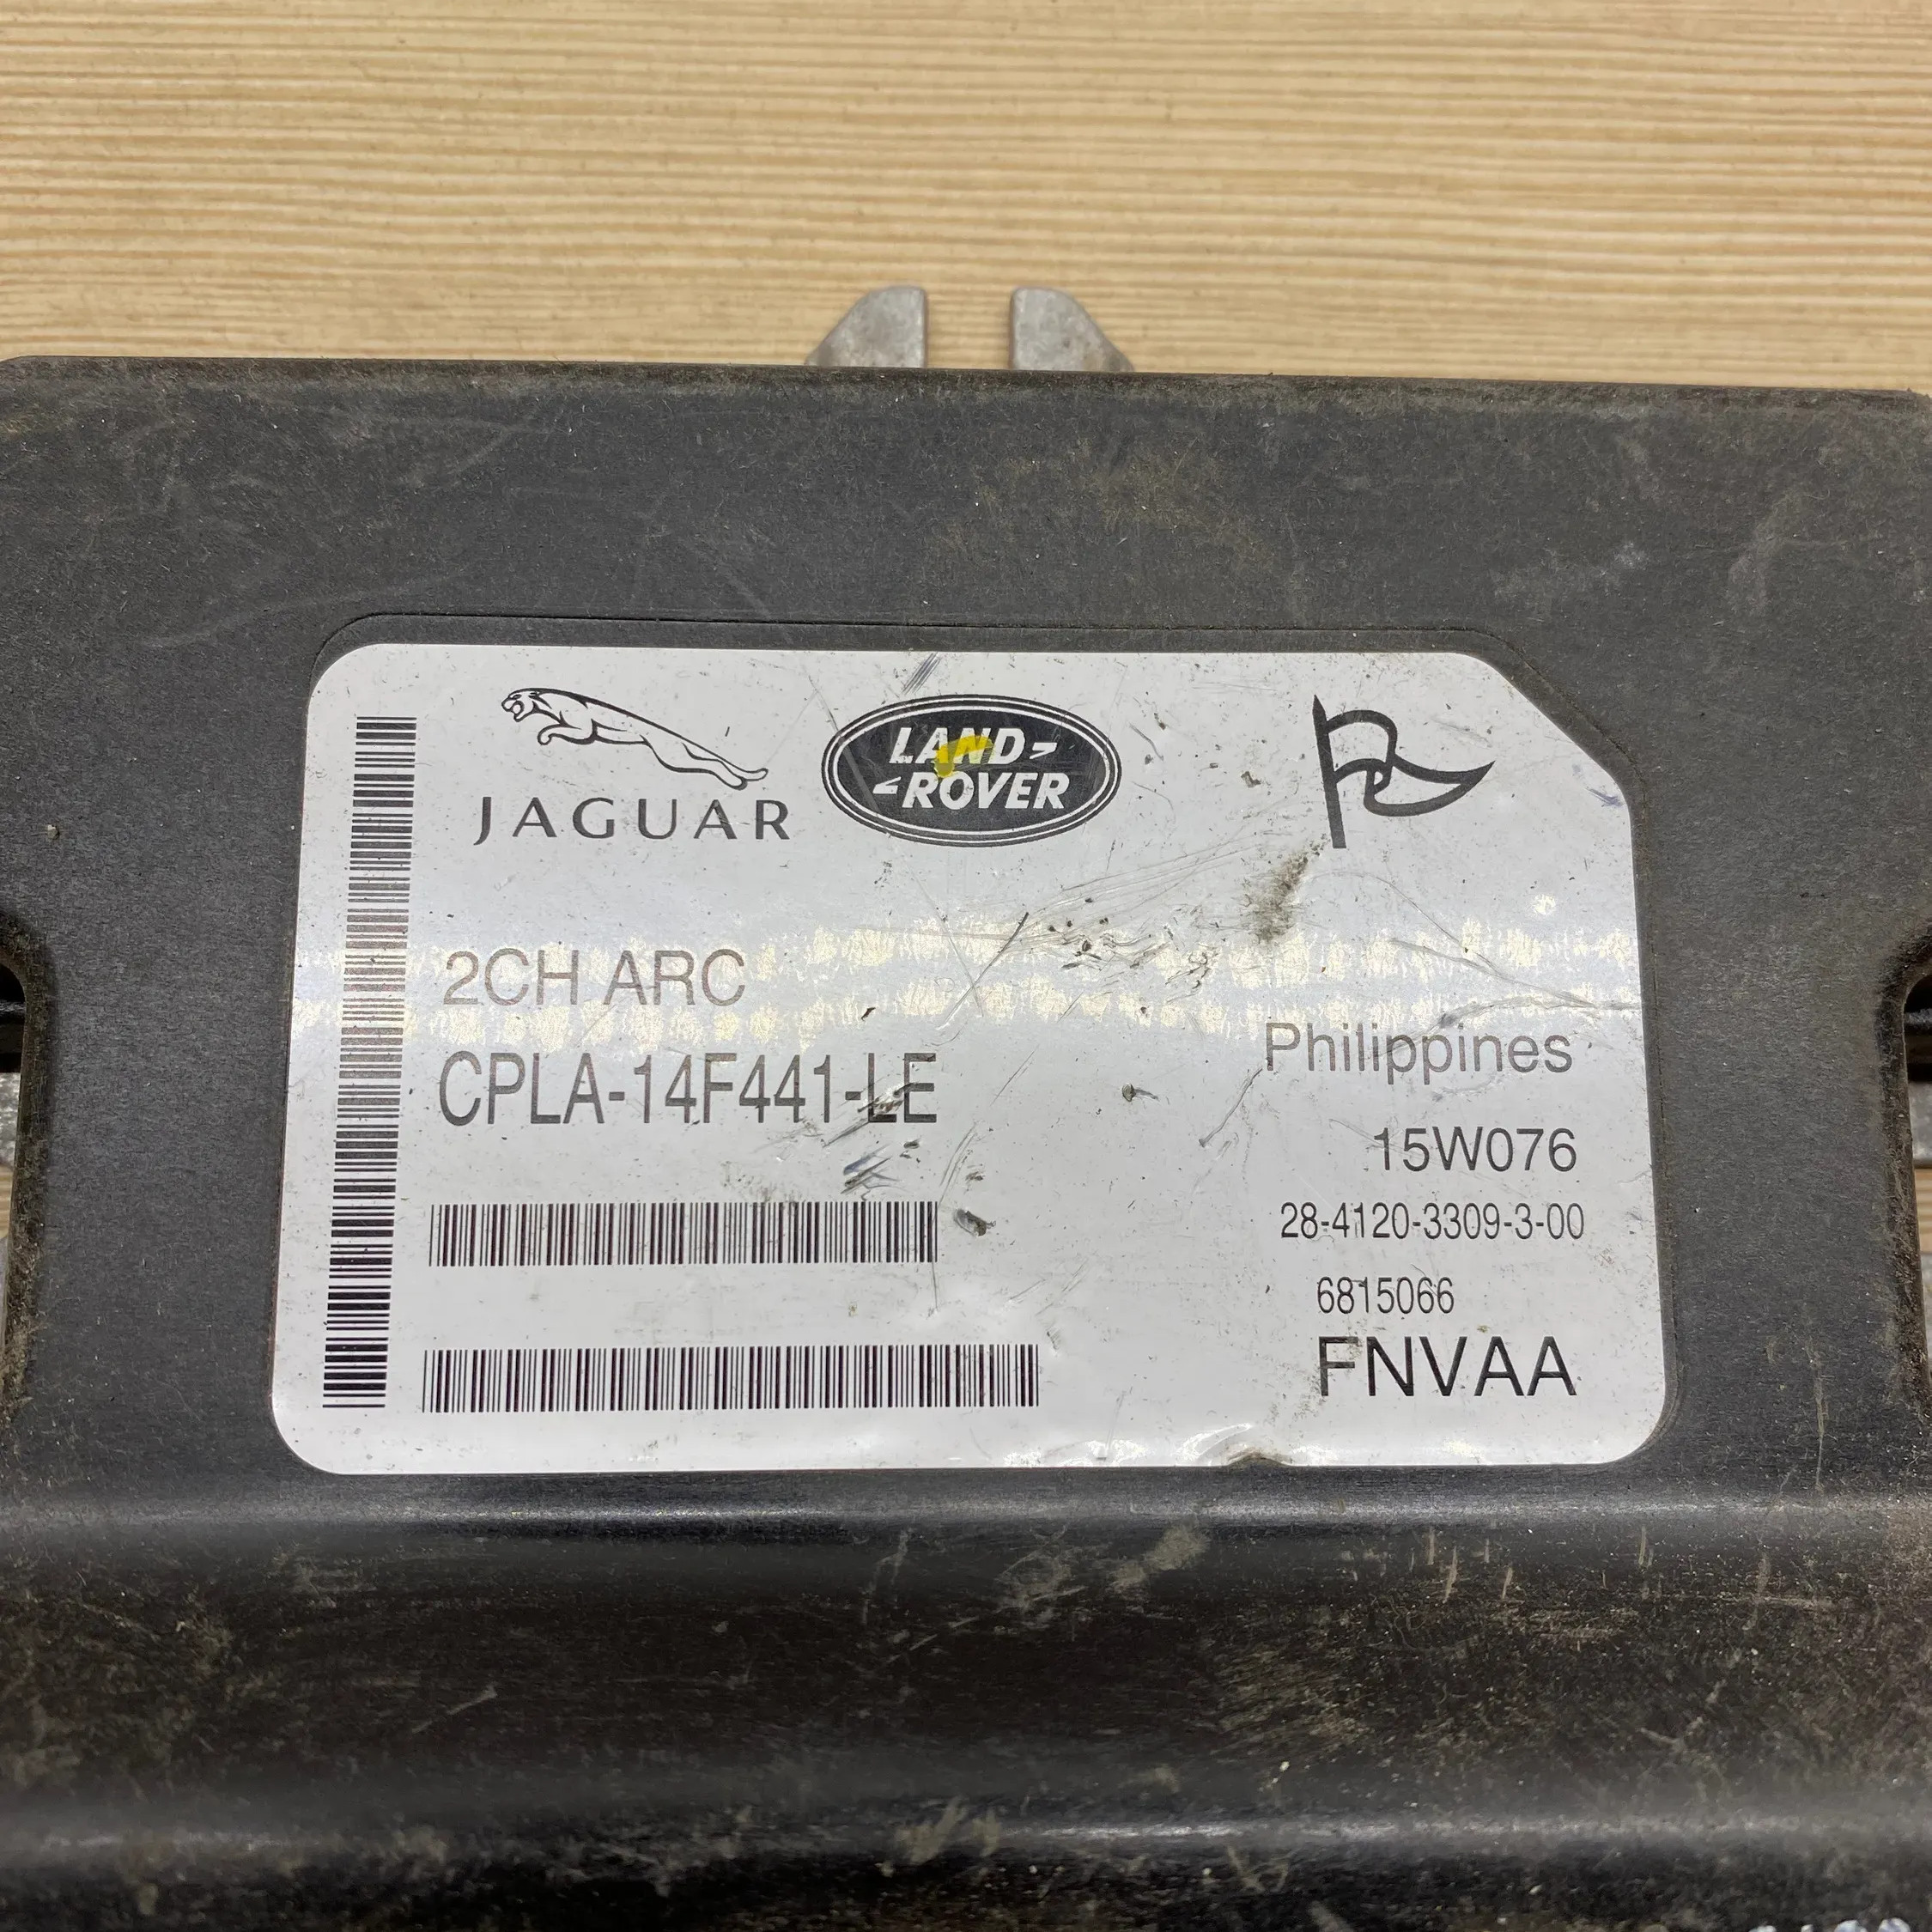 JAGUAR
LAND-
-ROVER
2CH ARC
CPLA-14F441-LE
Philippines
15W076
28-4120-3309-3-00
6815066
FNVAA